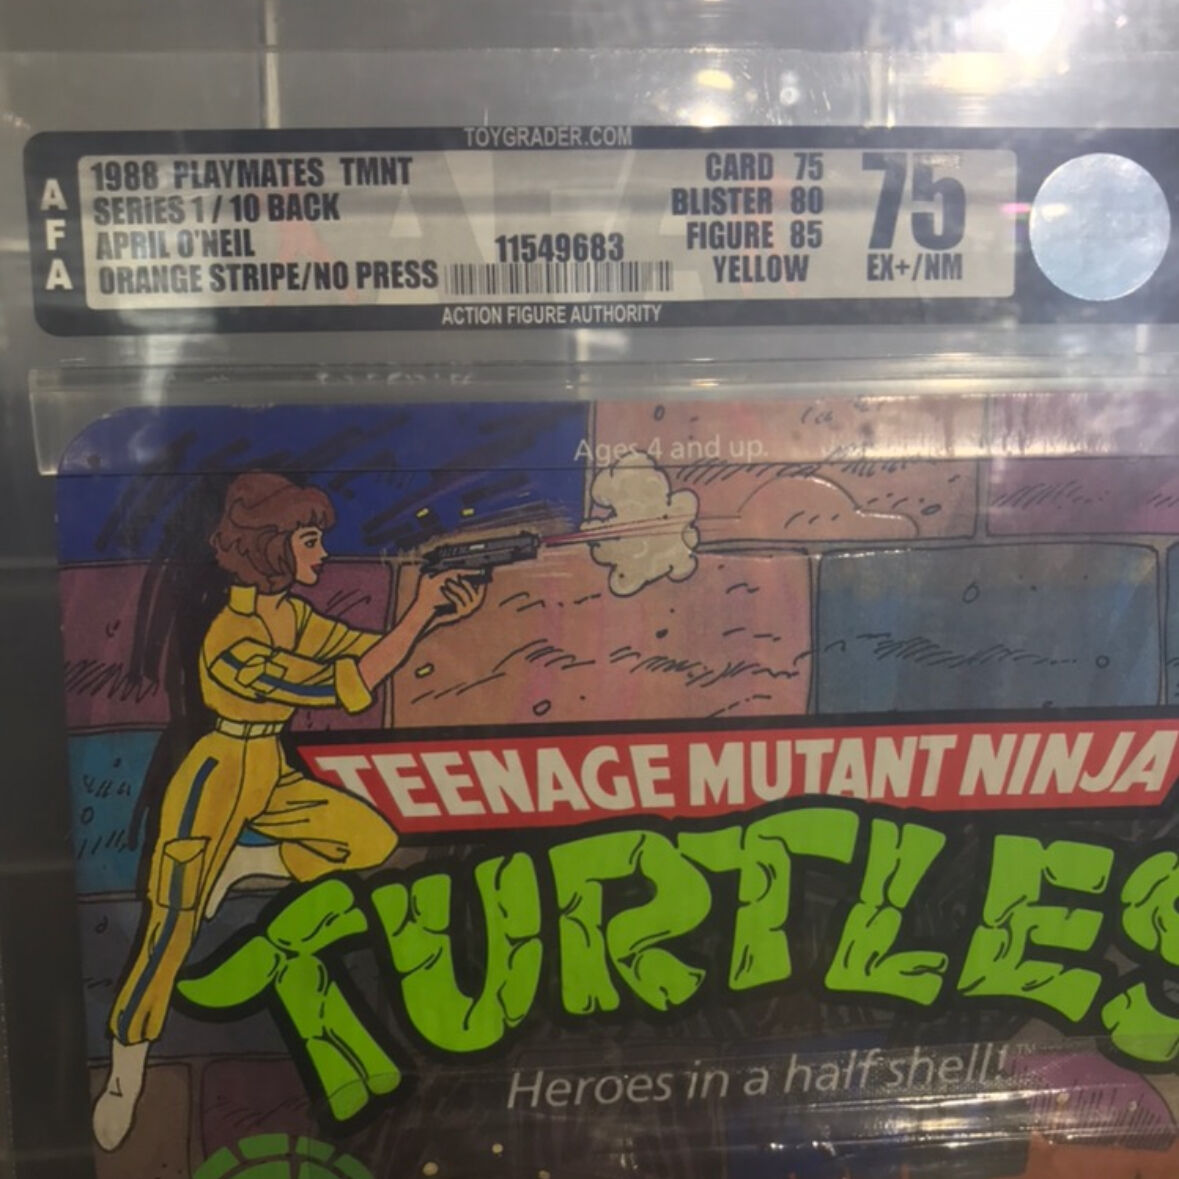 TOYGRADER.COM
AFA
1988 PLAYMATES TMNT
SERIES 1 / 10 BACK
APRIL O'NEIL
ORANGE STRIPE/NO PRESS
11549683
CARD 75
BLISTER 80
FIGURE 85
YELLOW
75
EX+/NM
ACTION FIGURE AUTHORITY
Ages 4 and up.
TEENAGE MUTANT NINJA
TURTLES
Heroes in a half shell!™